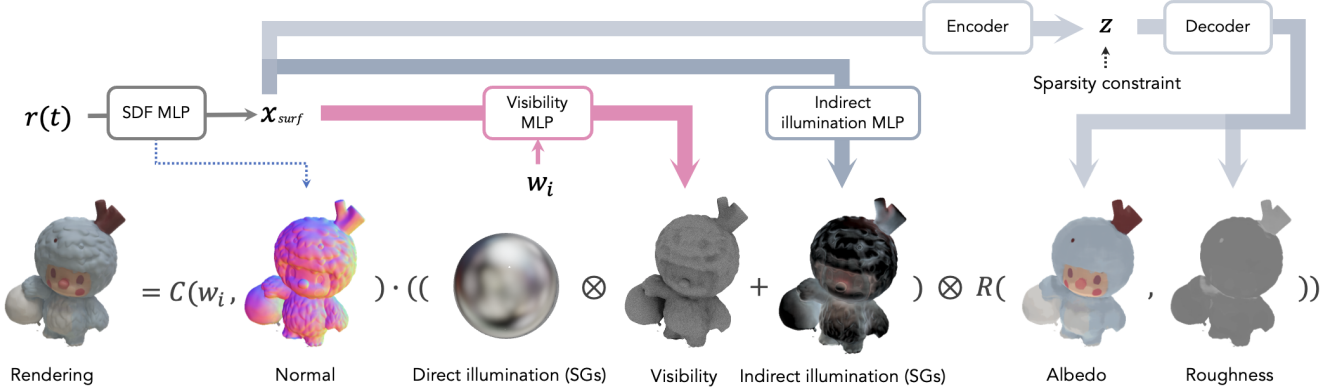 Encoder
z
Decoder
Sparsity constraint
r(t)
SDF MLP
x surf
Visibility
MLP
Indirect
illumination MLP
w_i
= C(w_i, ) · (( ⊗ + ) ⊗ R( , ))
Rendering
Normal
Direct illumination (SGs)
Visibility
Indirect illumination (SGs)
Albedo
Roughness